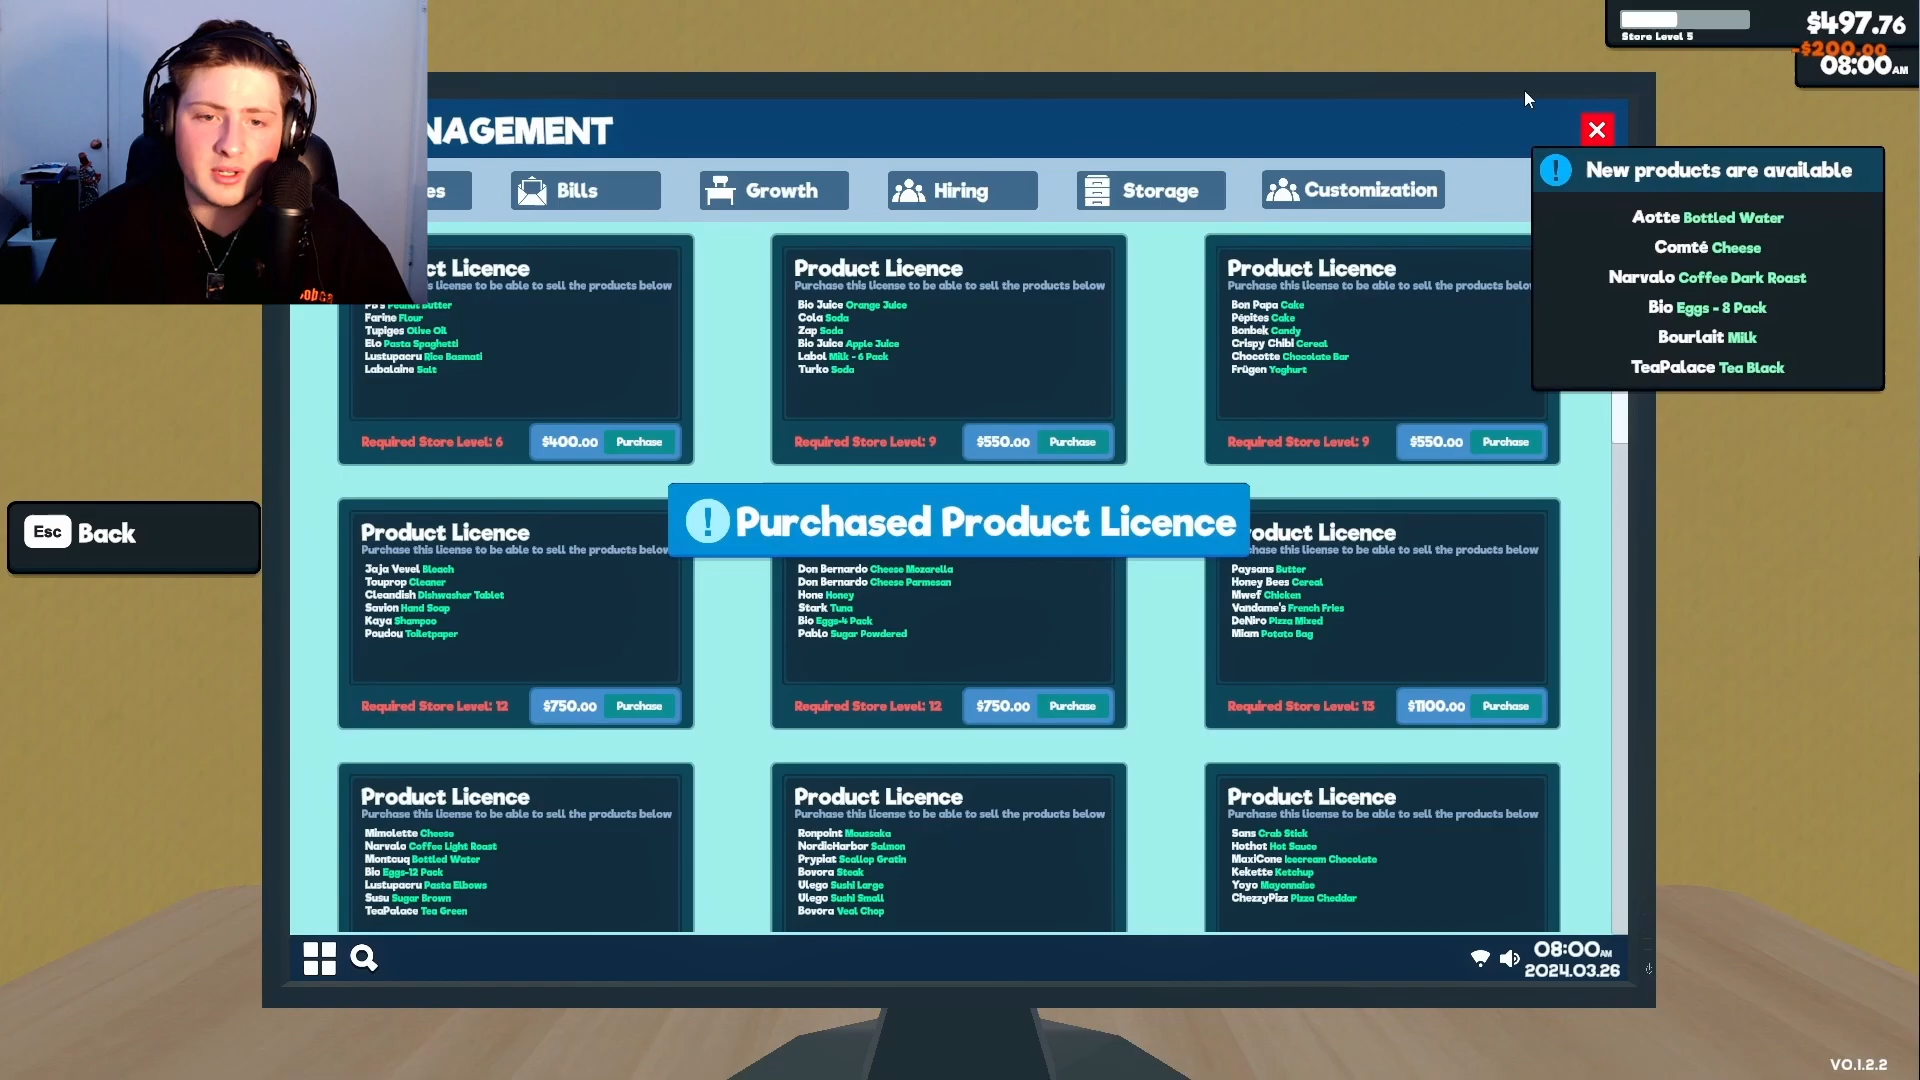 $497.76
Store Level 5
-$200.00
08:00AM
NAGEMENT
es
Bills
Growth
Hiring
Storage
Customization
New products are available
Aotte Bottled Water
Comté Cheese
Narvalo Coffee Dark Roast
Bio Eggs - 8 Pack
Bourlait Milk
TeaPalace Tea Black
ct Licence
s license to be able to sell the products below
Peanut Butter
Farine Flour
Tupiges Olive Oil
Elo Pasta Spaghetti
Lustupacru Rice Basmati
Labalaine Salt
Required Store Level: 6
$400.00
Purchase
Product Licence
Purchase this license to be able to sell the products below
Bio Juice Orange Juice
Cola Soda
Zap Soda
Bio Juice Apple Juice
Labol Milk - 6 Pack
Turko Soda
Required Store Level: 9
$550.00
Purchase
Product Licence
Purchase this license to be able to sell the products below
Bon Papa Cake
Pépites Cake
Bonbek Candy
Crispy Chibi Cereal
Chocotte Chocolate Bar
Frügen Yoghurt
Required Store Level: 9
$550.00
Purchase
Esc Back
Purchased Product Licence
Product Licence
Purchase this license to be able to sell the products below
Jaja Vevel Bleach
Touprop Cleaner
Cleandish Dishwasher Tablet
Savion Hand Soap
Kaya Shampoo
Poudou Toiletpaper
Required Store Level: 12
$750.00
Purchase
Don Bernardo Cheese Mozarella
Don Bernardo Cheese Parmesan
Hone Honey
Stark Tuna
Bio Eggs-4 Pack
Pablo Sugar Powdered
Required Store Level: 12
$750.00
Purchase
oduct Licence
hase this license to be able to sell the products below
Paysans Butter
Honey Bees Cereal
Mwef Chicken
Vandame's French Fries
DeNiro Pizza Mixed
Miam Potato Bag
Required Store Level: 13
$1100.00
Purchase
Product Licence
Purchase this license to be able to sell the products below
Mimolette Cheese
Narvalo Coffee Light Roast
Montcuq Bottled Water
Bio Eggs-12 Pack
Lustupacru Pasta Elbows
Susu Sugar Brown
TeaPalace Tea Green
Product Licence
Purchase this license to be able to sell the products below
Ronpoint Moussaka
NordicHarbor Salmon
Prypiat Scallop Gratin
Bovora Steak
Ulego Sushi Large
Ulego Sushi Small
Bovora Veal Chop
Product Licence
Purchase this license to be able to sell the products below
Sans Crab Stick
Hothot Hot Sauce
MaxiCone Icecream Chocolate
Kekette Ketchup
Yoyo Mayonnaise
ChezzyPizz Pizza Cheddar
08:00AM
2024.03.26
V0.1.2.2